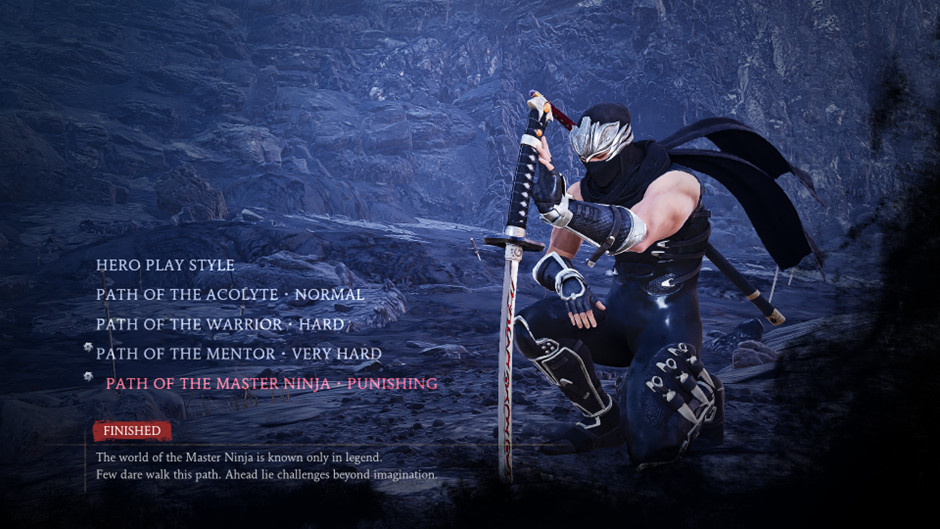 HERO PLAY STYLE
PATH OF THE ACOLYTE · NORMAL
PATH OF THE WARRIOR · HARD
PATH OF THE MENTOR · VERY HARD
PATH OF THE MASTER NINJA · PUNISHING
FINISHED
The world of the Master Ninja is known only in legend.
Few dare walk this path. Ahead lie challenges beyond imagination.